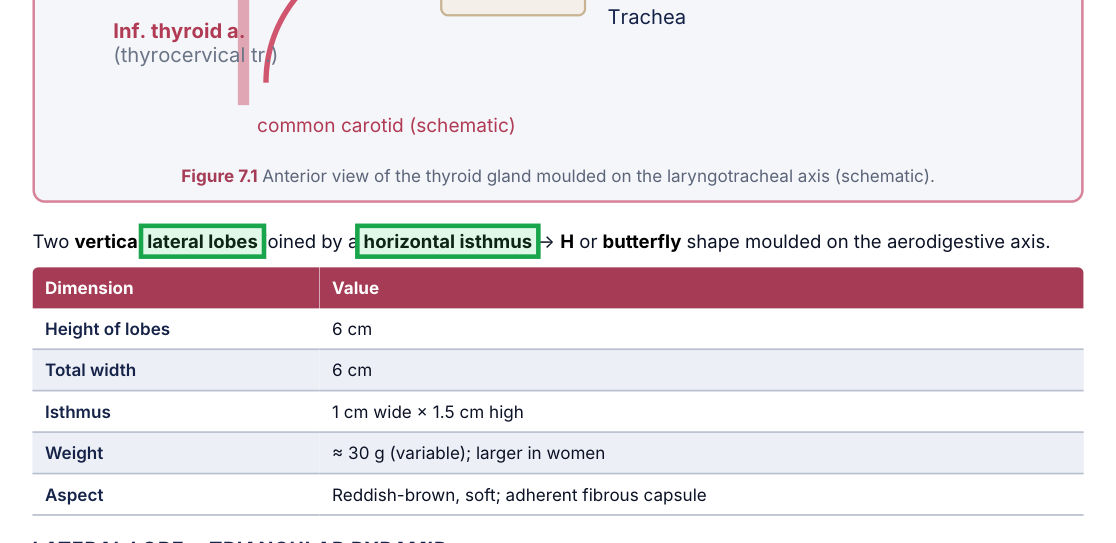 Trachea
Inf. thyroid a.
(thyrocervical tr.)
common carotid (schematic)
Figure 7.1 Anterior view of the thyroid gland moulded on the laryngotracheal axis (schematic).
Two vertica lateral lobes oined by a horizontal isthmus → H or butterfly shape moulded on the aerodigestive axis.
Dimension Value
Height of lobes 6 cm
Total width 6 cm
Isthmus 1 cm wide × 1.5 cm high
Weight ≈ 30 g (variable); larger in women
Aspect Reddish-brown, soft; adherent fibrous capsule